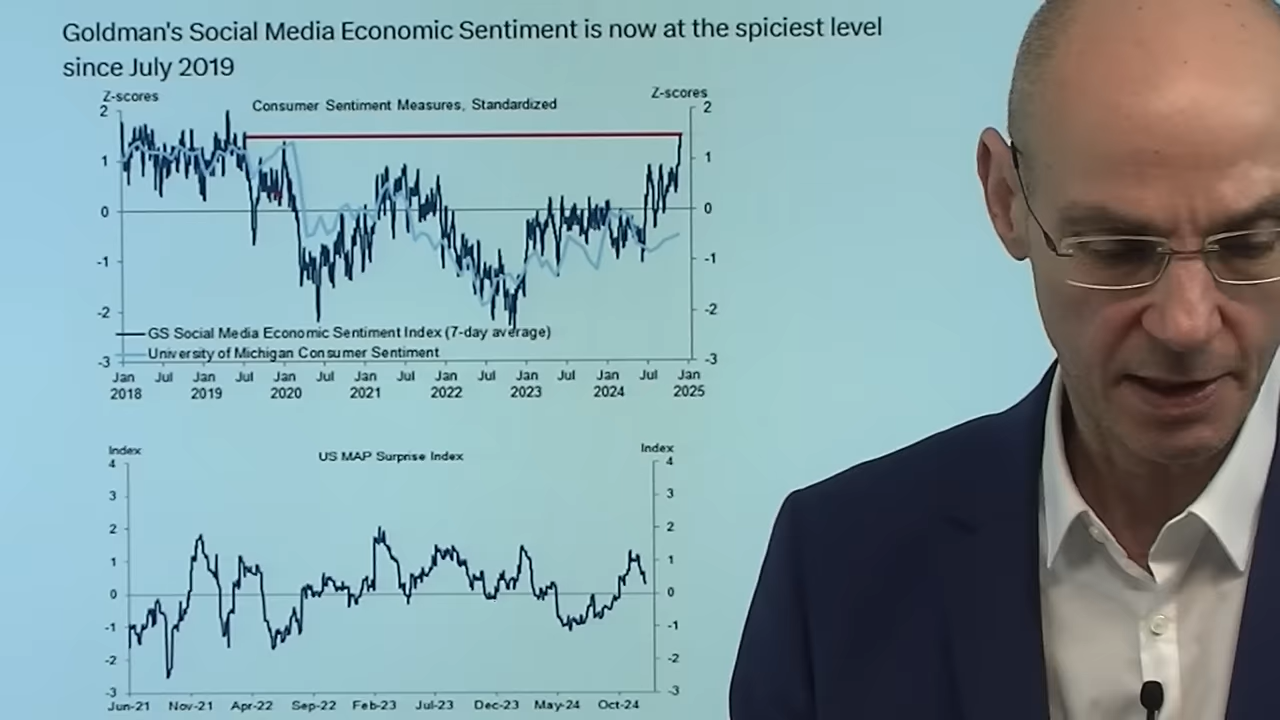 Goldman's Social Media Economic Sentiment is now at the spiciest level
since July 2019
Z-scores
Z-scores
Consumer Sentiment Measures, Standardized
2
2
1
1
0
0
-1
-1
-2
-2
GS Social Media Economic Sentiment Index (7-day average)
University of Michigan Consumer Sentiment
-3
-3
Jan Jul Jan Jul Jan Jul Jan Jul Jan Jul Jan Jul Jan Jul Jan
2018 2019 2020 2021 2022 2023 2024 2025
Index
Index
US MAP Surprise Index
4
4
3
3
2
2
1
1
0
0
-1
-1
-2
-2
-3
-3
Jun-21 Nov-21 Apr-22 Sep-22 Feb-23 Jul-23 Dec-23 May-24 Oct-24